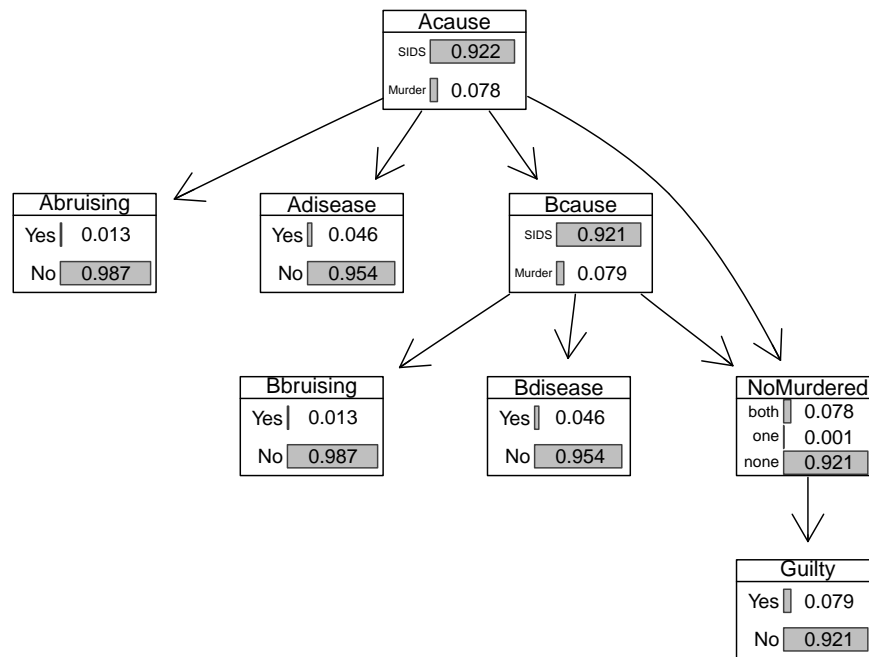 Acause
SIDS 0.922
Murder 0.078
Abruising
Yes 0.013
No 0.987
Adisease
Yes 0.046
No 0.954
Bcause
SIDS 0.921
Murder 0.079
Bbruising
Yes 0.013
No 0.987
Bdisease
Yes 0.046
No 0.954
NoMurdered
both 0.078
one 0.001
none 0.921
Guilty
Yes 0.079
No 0.921